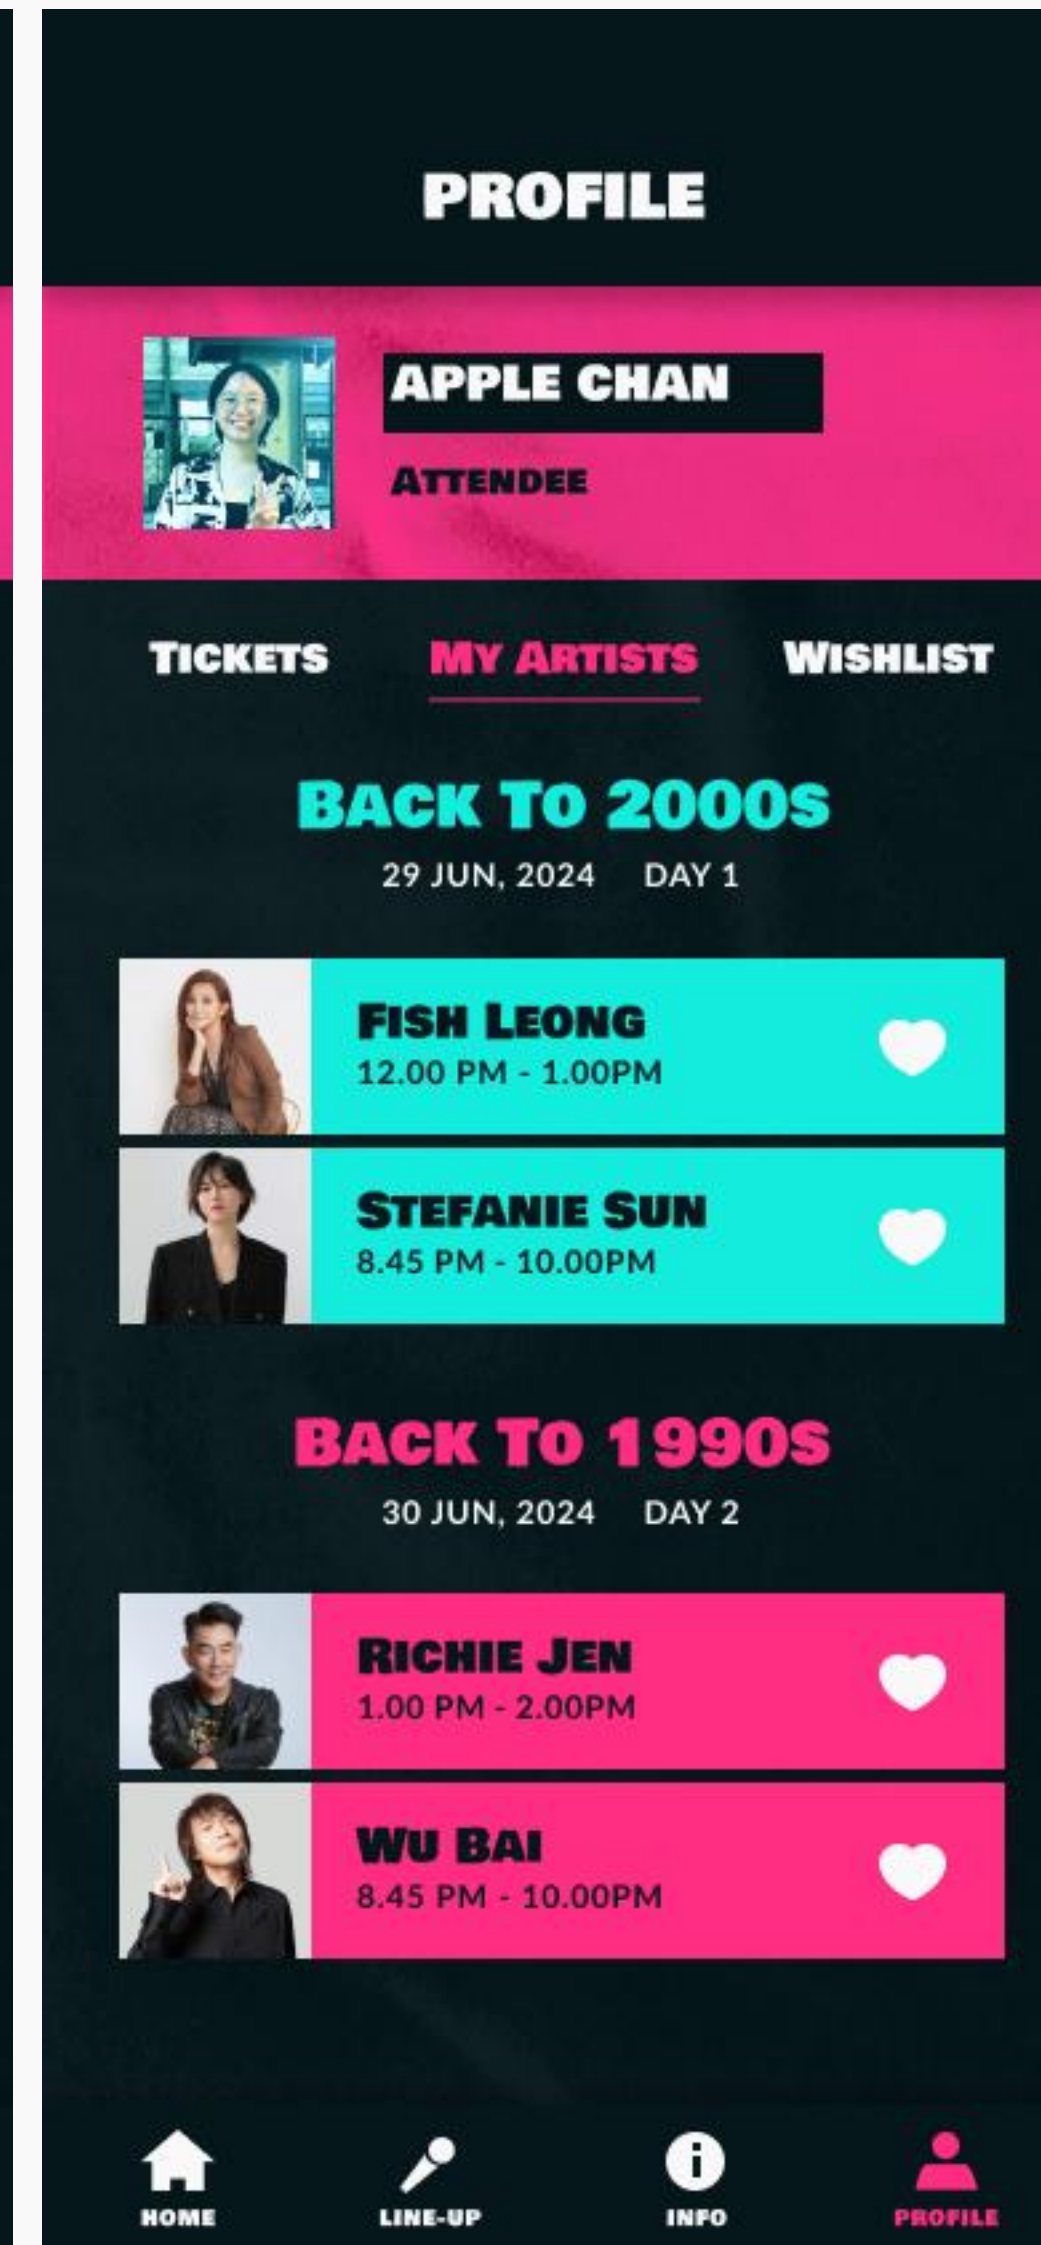 PROFILE
APPLE CHAN
ATTENDEE
TICKETS MY ARTISTS WISHLIST
BACK TO 2000S
29 JUN, 2024 DAY 1
FISH LEONG
12.00 PM - 1.00PM
STEFANIE SUN
8.45 PM - 10.00PM
BACK TO 1990S
30 JUN, 2024 DAY 2
RICHIE JEN
1.00 PM - 2.00PM
WU BAI
8.45 PM - 10.00PM
HOME LINE-UP INFO PROFILE